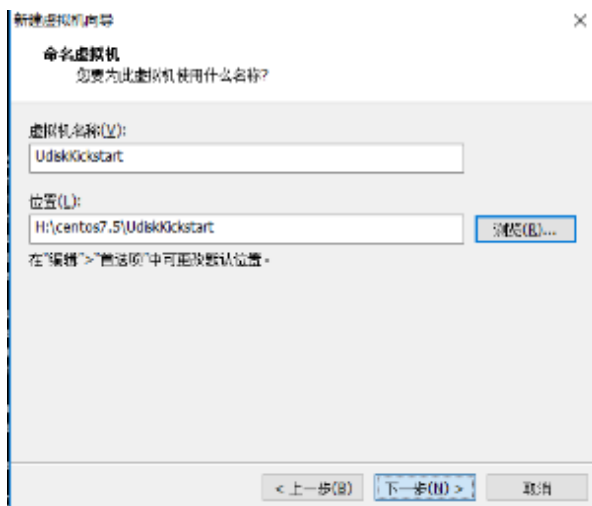 新建虚拟机向导
命名虚拟机
您要为此虚拟机使用什么名称?
虚拟机名称(V):
UdiskKickstart
位置(L):
H:\centos7.5\UdiskKickstart
浏览(R)...
在"编辑">"首选项"中可更改默认位置。
< 上一步(B)
下一步(N) >
取消